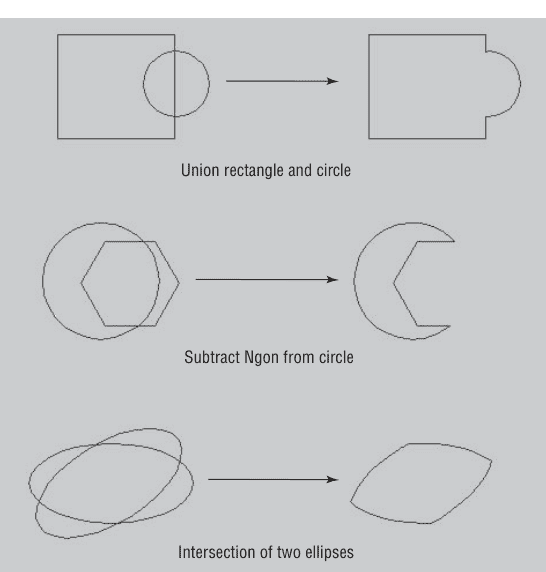 Union rectangle and circle
Subtract Ngon from circle
Intersection of two ellipses